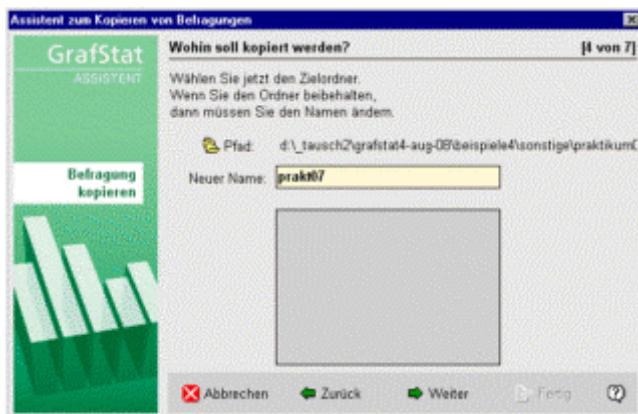 Assistent zum Kopieren von Befragungen
GrafStat
ASSISTENT
Befragung
kopieren
Wohin soll kopiert werden? [4 von 7]
Wählen Sie jetzt den Zielordner.
Wenn Sie den Ordner beibehalten,
dann müssen Sie den Namen ändern.
Pfad: d:\_tausch2\grafstat4-aug-08\beispiele4\sonstige\praktikum0
Neuer Name: prakt07
Abbrechen Zurück Weiter Fertig